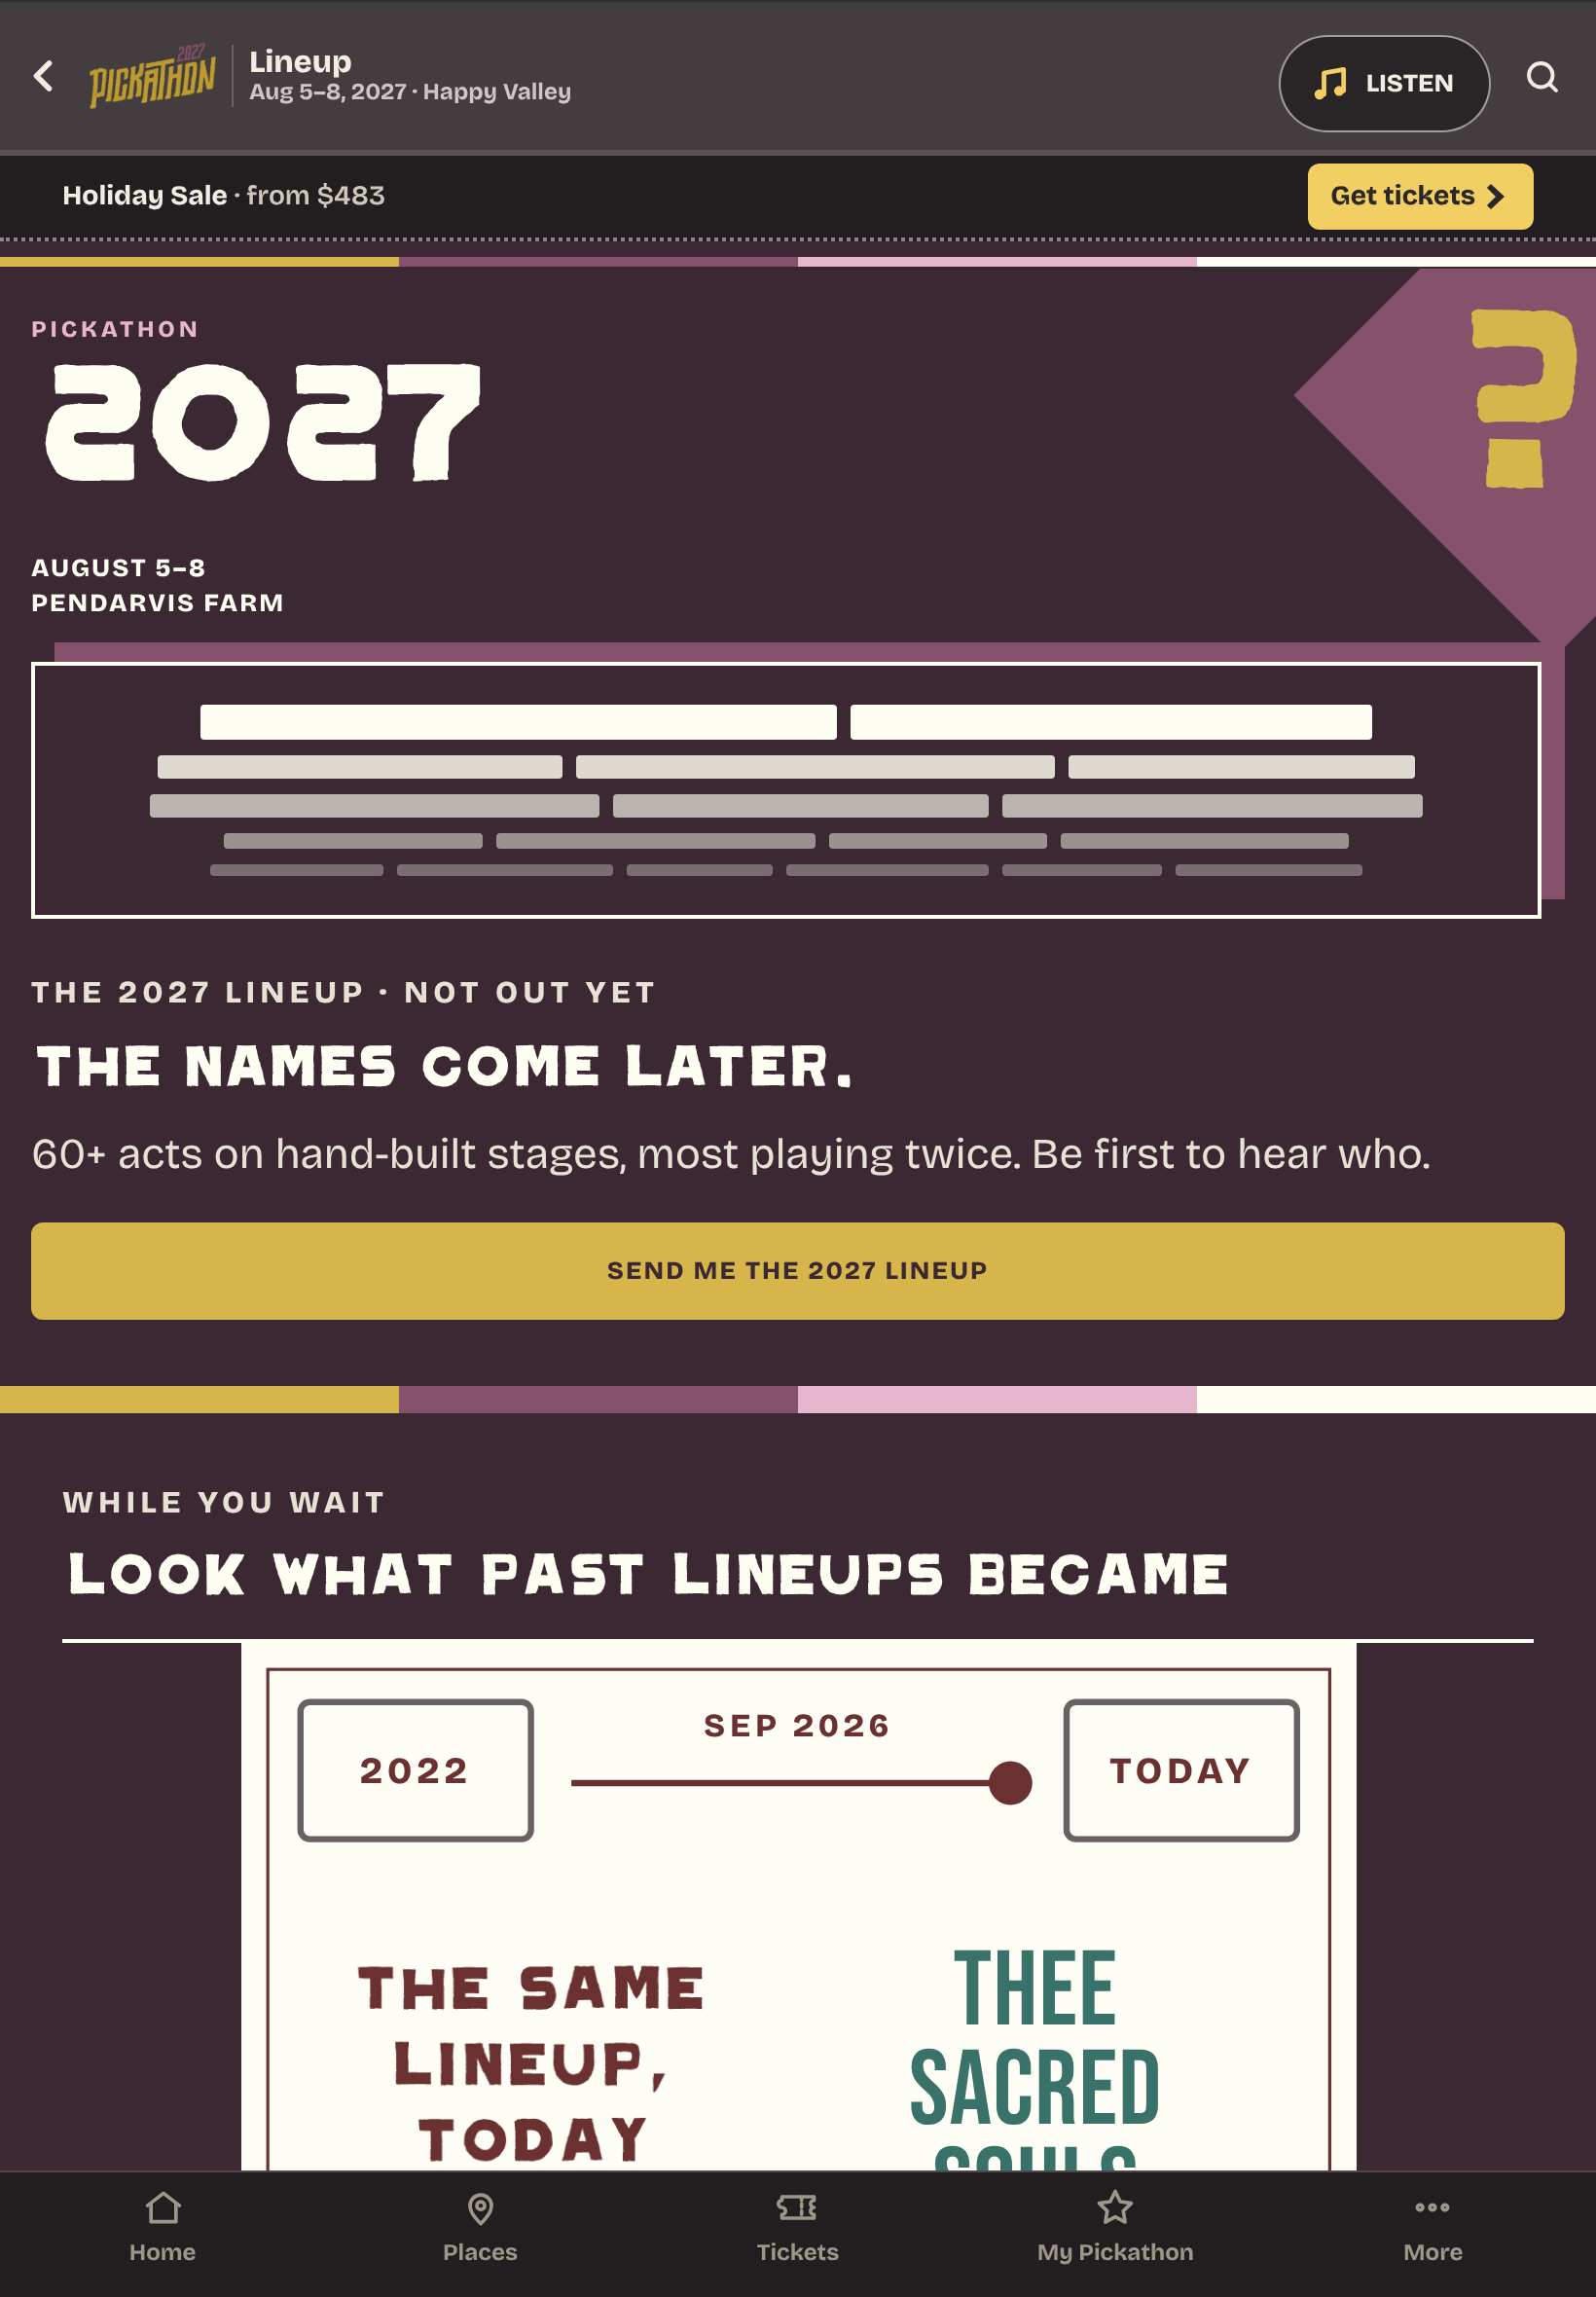 2027
PICKATHON
Lineup
Aug 5–8, 2027 · Happy Valley
LISTEN
Holiday Sale · from $483
Get tickets
PICKATHON
2027
?
AUGUST 5–8
PENDARVIS FARM
THE 2027 LINEUP · NOT OUT YET
THE NAMES COME LATER.
60+ acts on hand-built stages, most playing twice. Be first to hear who.
SEND ME THE 2027 LINEUP
WHILE YOU WAIT
LOOK WHAT PAST LINEUPS BECAME
2022
SEP 2026
TODAY
THE SAME
LINEUP,
TODAY
THEE
SACRED
SOULS
Home
Places
Tickets
My Pickathon
More